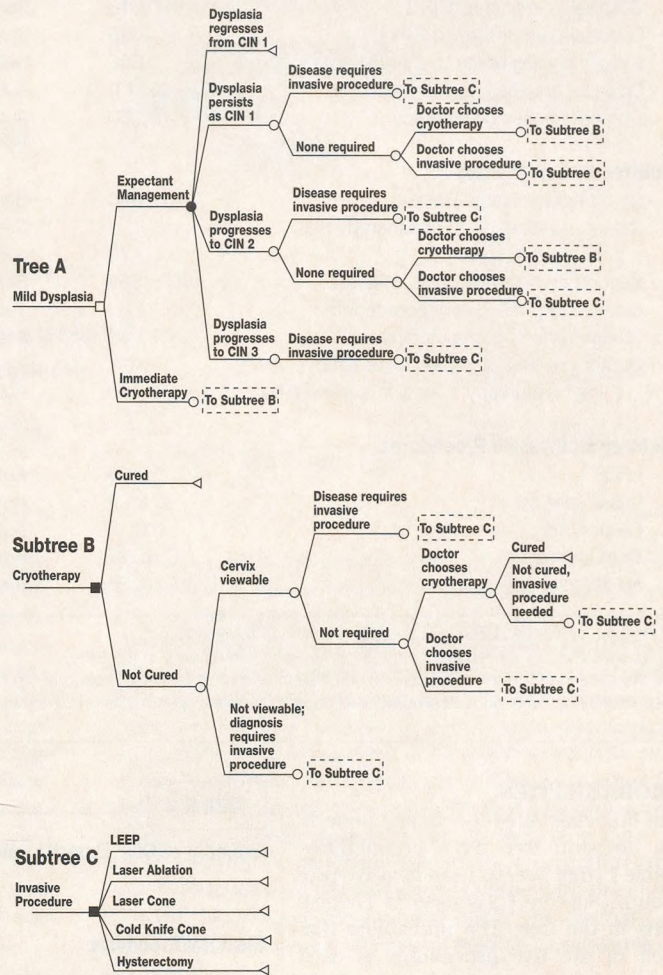 Dysplasia
regresses
from CIN 1
Dysplasia
persists
as CIN 1
Disease requires
invasive procedure
To Subtree C
None required
Doctor chooses
cryotherapy
To Subtree B
Doctor chooses
invasive procedure
To Subtree C
Expectant
Management
Dysplasia
progresses
to CIN 2
Disease requires
invasive procedure
To Subtree C
None required
Doctor chooses
cryotherapy
To Subtree B
Doctor chooses
invasive procedure
To Subtree C
Tree A
Mild Dysplasia
Dysplasia
progresses
to CIN 3
Disease requires
invasive procedure
To Subtree C
Immediate
Cryotherapy
To Subtree B
Subtree B
Cryotherapy
Cured
Not Cured
Cervix
viewable
Disease requires
invasive
procedure
To Subtree C
Not required
Doctor
chooses
cryotherapy
Cured
Not cured,
invasive
procedure
needed
To Subtree C
Doctor
chooses
invasive
procedure
To Subtree C
Not viewable;
diagnosis
requires
invasive
procedure
To Subtree C
Subtree C
Invasive
Procedure
LEEP
Laser Ablation
Laser Cone
Cold Knife Cone
Hysterectomy